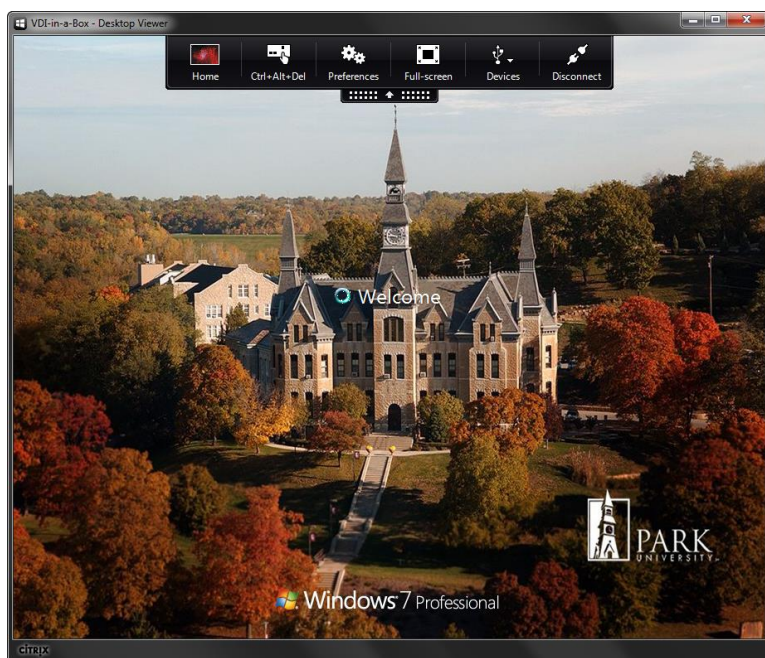 VDI-in-a-Box - Desktop Viewer
Home Ctrl+Alt+Del Preferences Full-screen Devices Disconnect
Welcome
PARK
UNIVERSITY
Windows 7 Professional
CITRIX